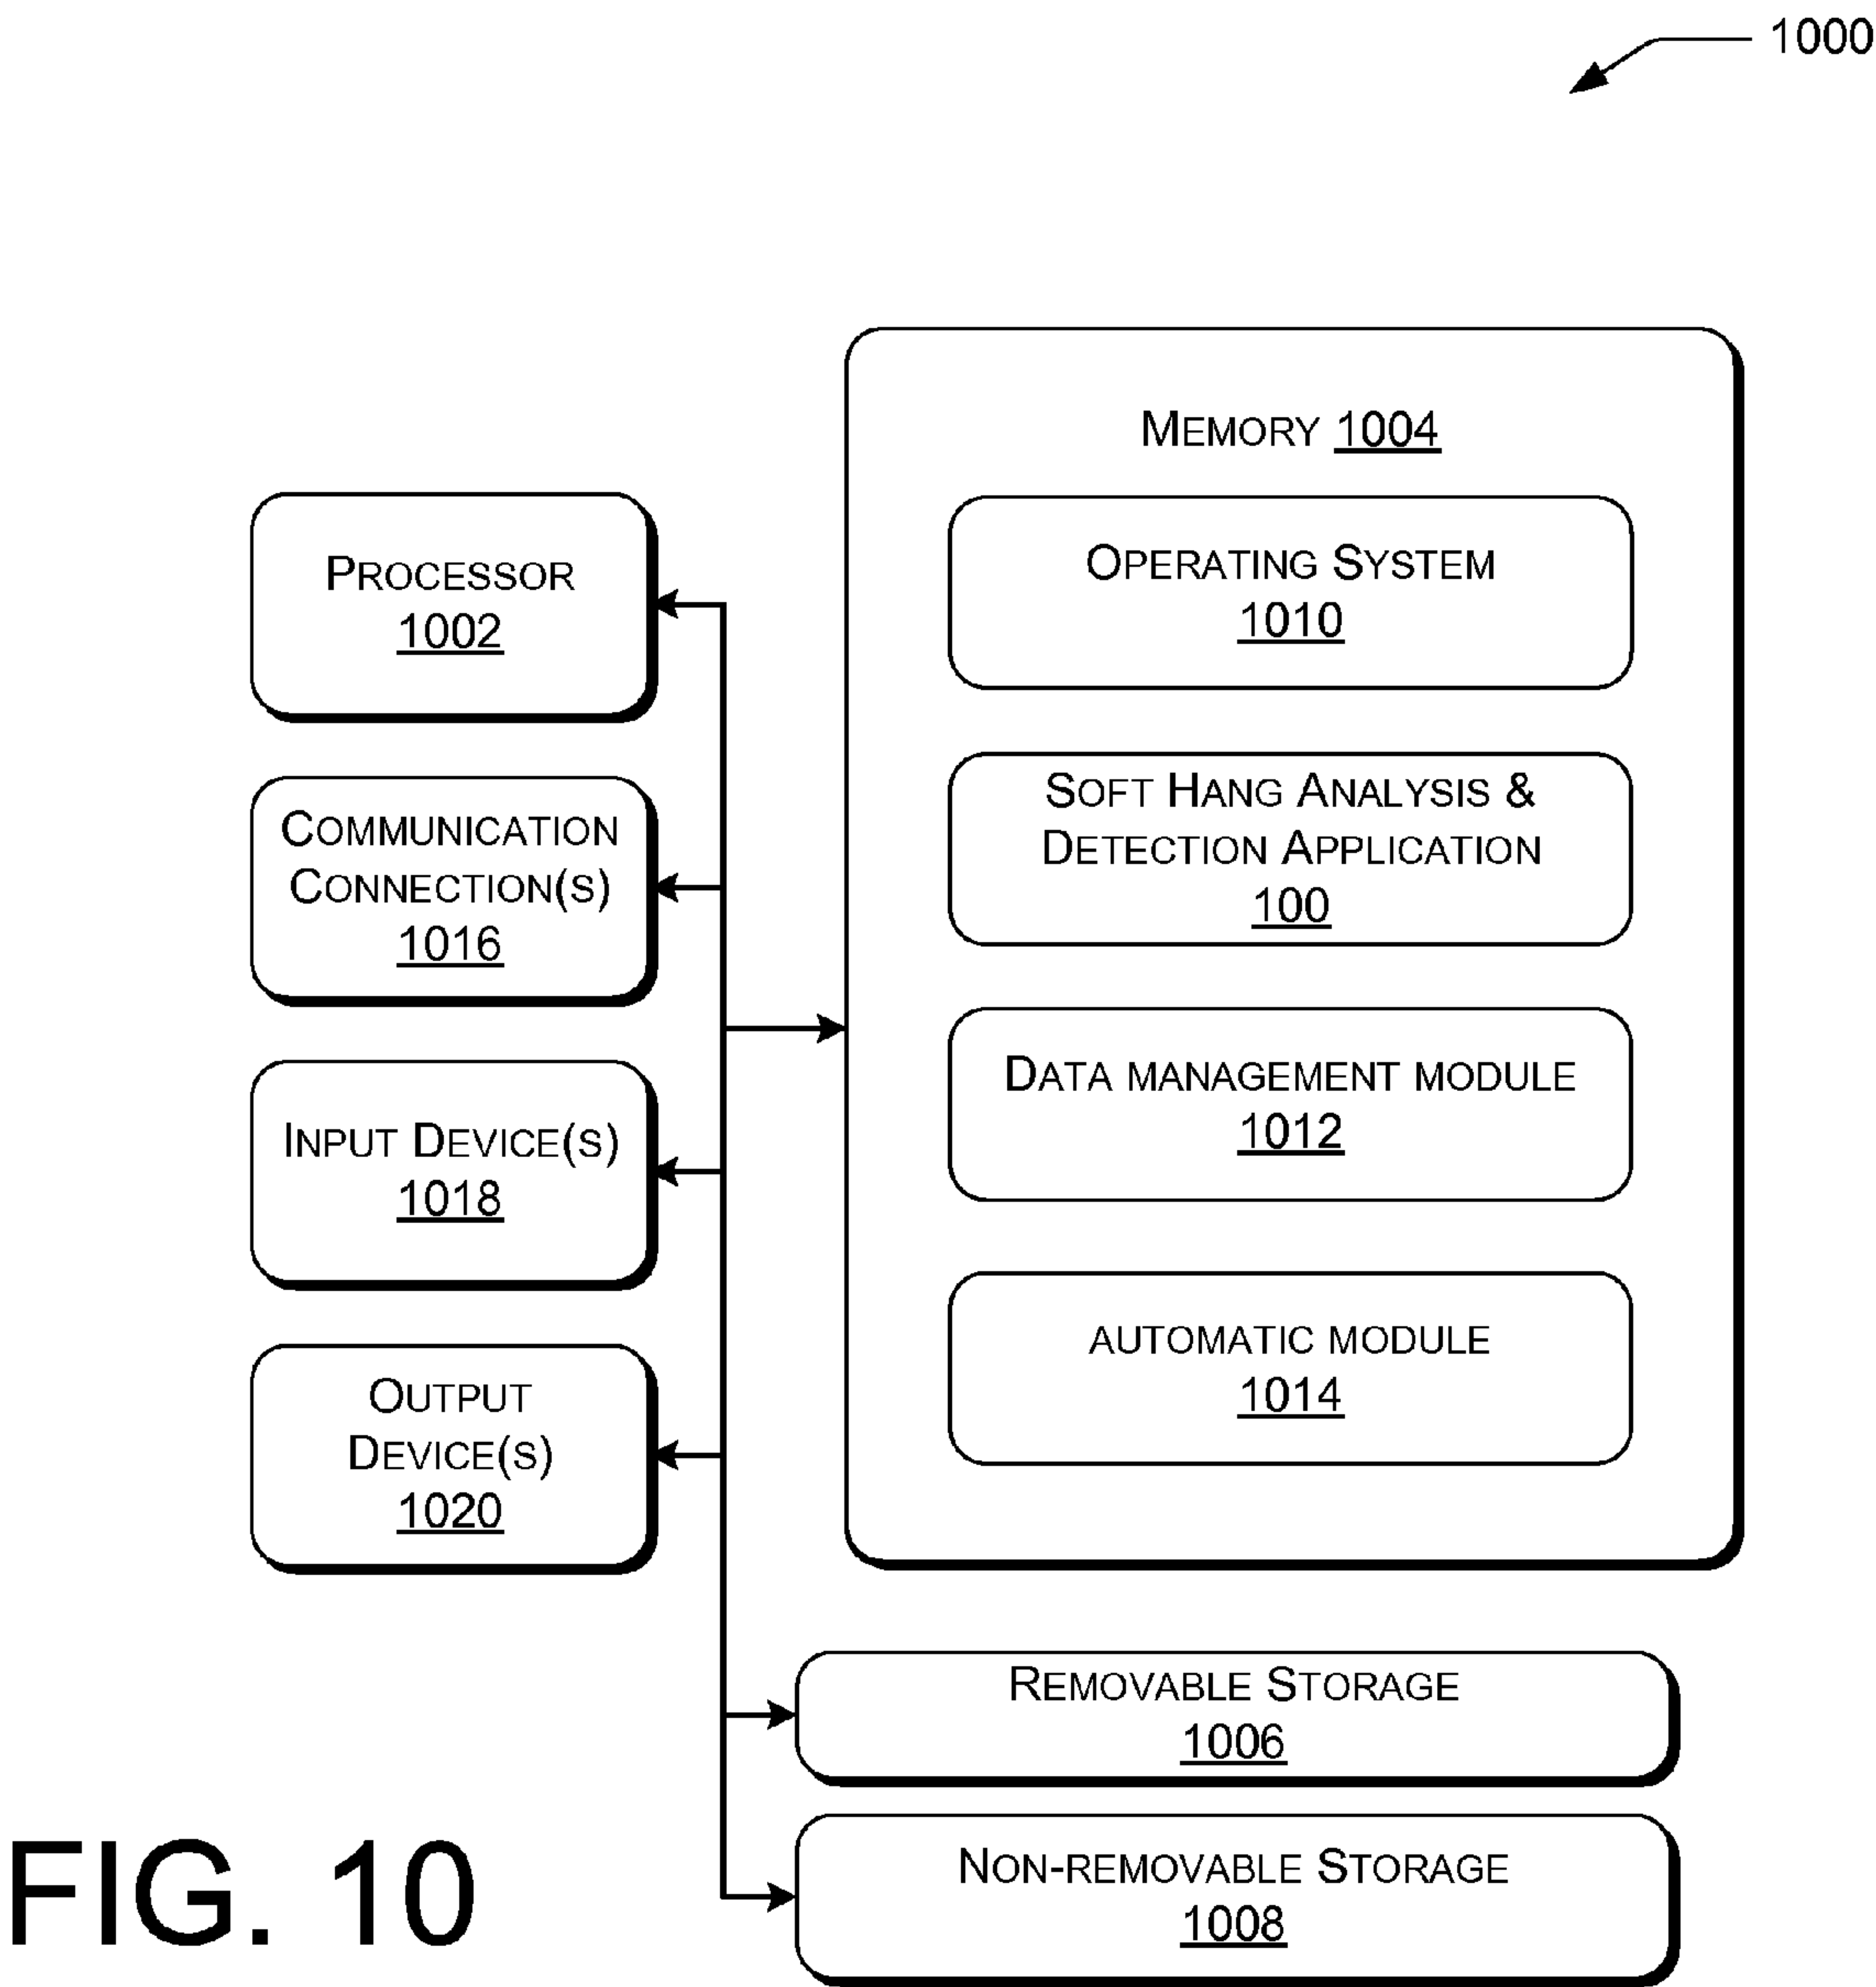 1000
Memory 1004
Operating System
1010
Soft Hang Analysis &
Detection Application
100
Data management module
1012
automatic module
1014
Processor
1002
Communication
Connection(s)
1016
Input Device(s)
1018
Output
Device(s)
1020
Removable Storage
1006
Non-removable Storage
1008
FIG. 10